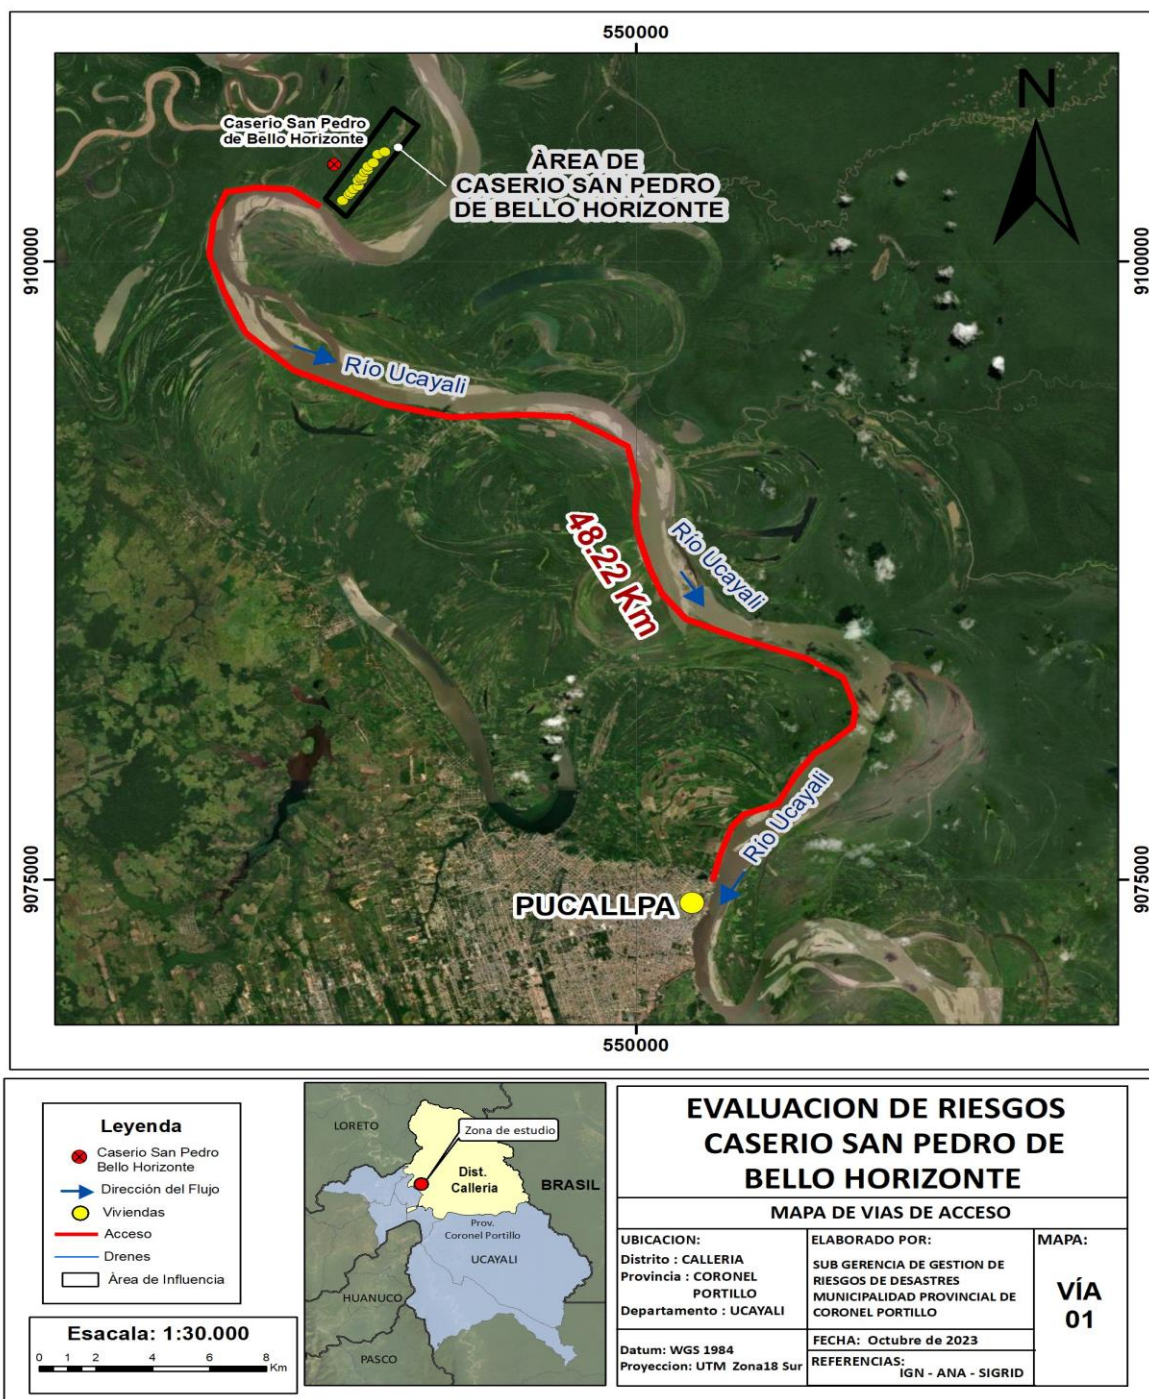 550000
N
Caserio San Pedro
de Bello Horizonte
ÀREA DE
CASERIO SAN PEDRO
DE BELLO HORIZONTE
9100000
9100000
Río Ucayali
48.22 Km
Río Ucayali
Río Ucayali
9075000
9075000
PUCALLPA
550000
Leyenda
Caserio San Pedro
Bello Horizonte
Dirección del Flujo
Viviendas
Acceso
Drenes
Àrea de Influencia
Esacala: 1:30.000
0 1 2 4 6 8
Km
LORETO
Zona de estudio
Dist.
Calleria
BRASIL
Prov.
Coronel Portillo
UCAYALI
HUANUCO
PASCO
EVALUACION DE RIESGOS
CASERIO SAN PEDRO DE
BELLO HORIZONTE
MAPA DE VIAS DE ACCESO
UBICACION:
Distrito : CALLERIA
Provincia : CORONEL
PORTILLO
Departamento : UCAYALI
Datum: WGS 1984
Proyeccion: UTM Zona18 Sur
ELABORADO POR:
SUB GERENCIA DE GESTION DE
RIESGOS DE DESASTRES
MUNICIPALIDAD PROVINCIAL DE
CORONEL PORTILLO
FECHA: Octubre de 2023
REFERENCIAS:
IGN - ANA - SIGRID
MAPA:
VÍA
01